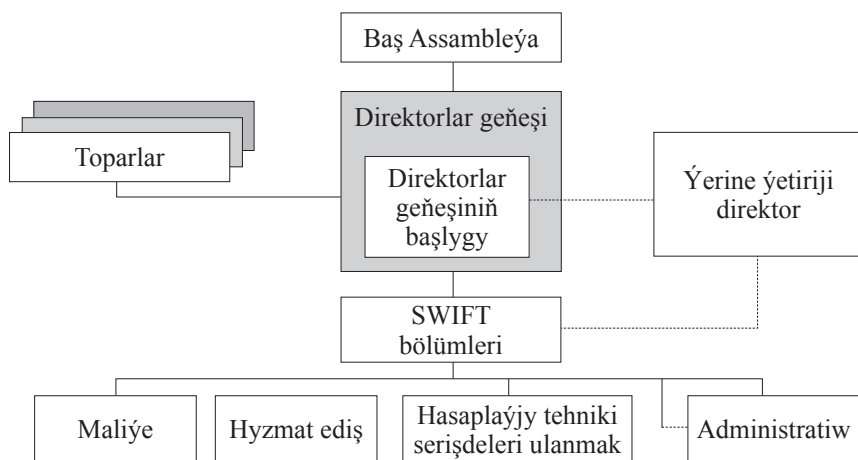 Baş Assambleýa
Direktorlar geňeşi
Toparlar
Direktorlar
geňeşiniň
başlygy
Ýerine ýetiriji
direktor
SWIFT
bölümleri
Maliýe
Hyzmat ediş
Hasaplaýjy tehniki
serişdeleri ulanmak
Administratiw